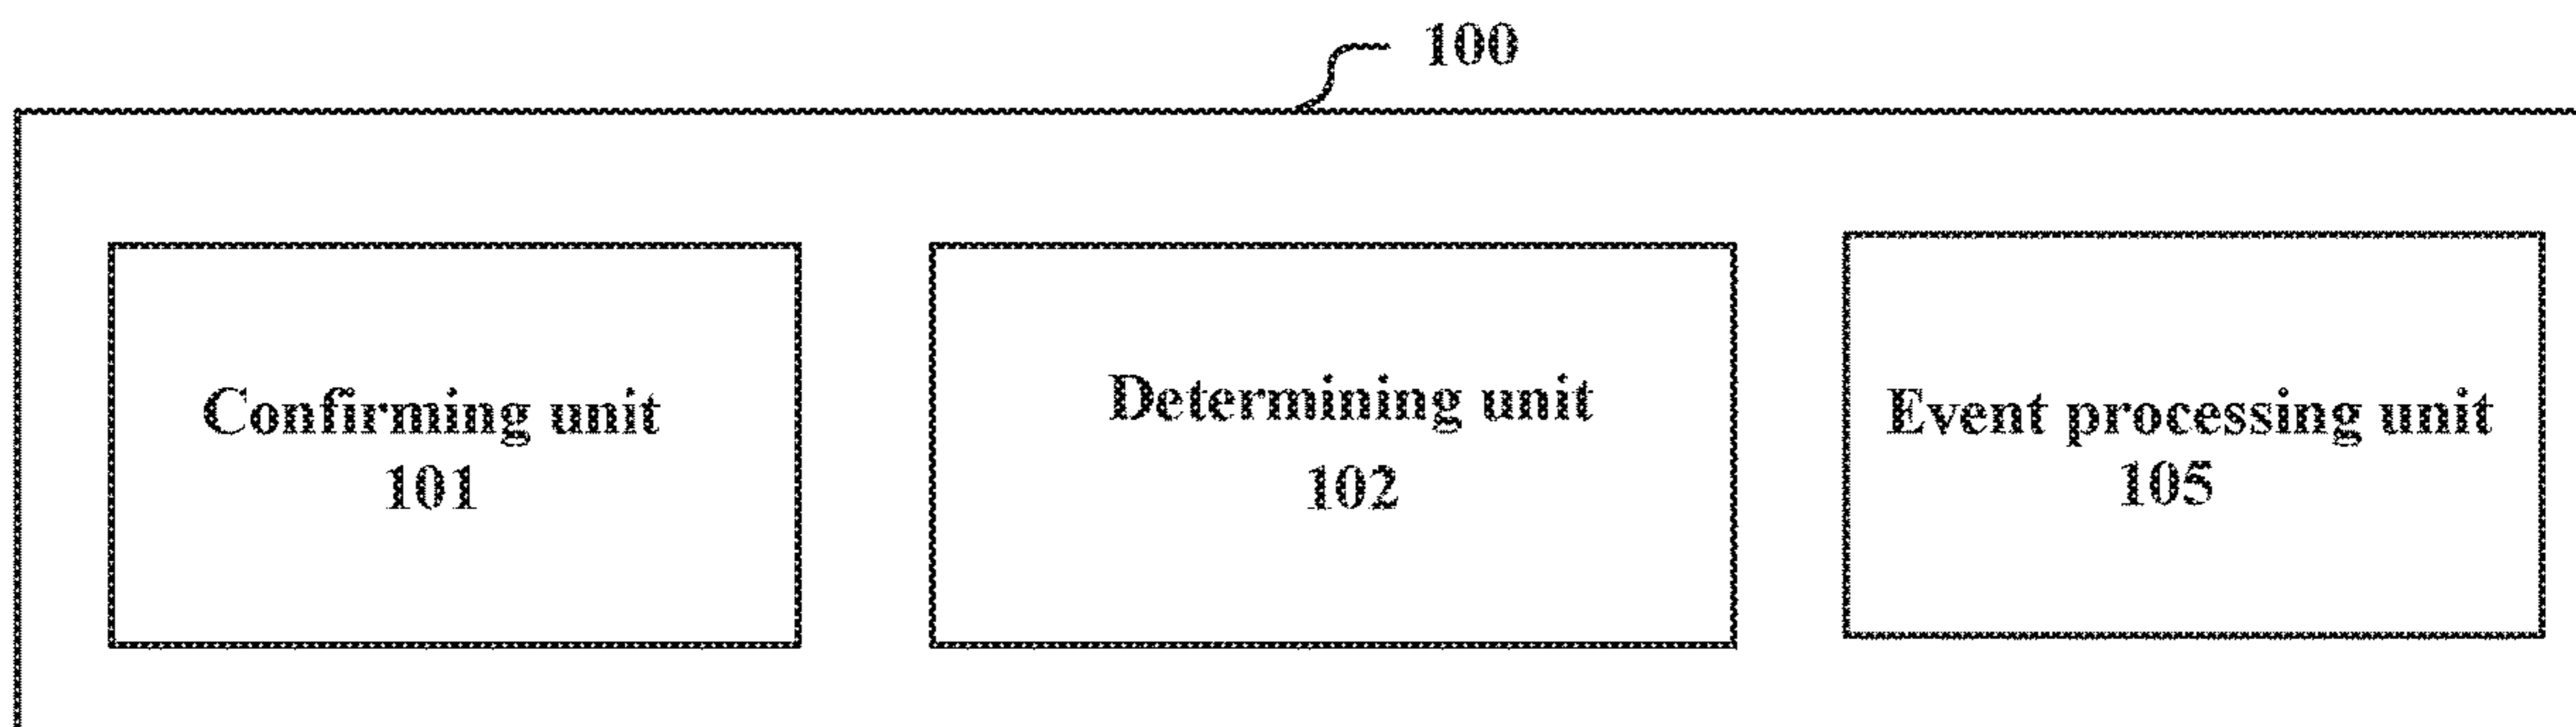 100
Confirming unit
101
Determining unit
102
Event processing unit
105